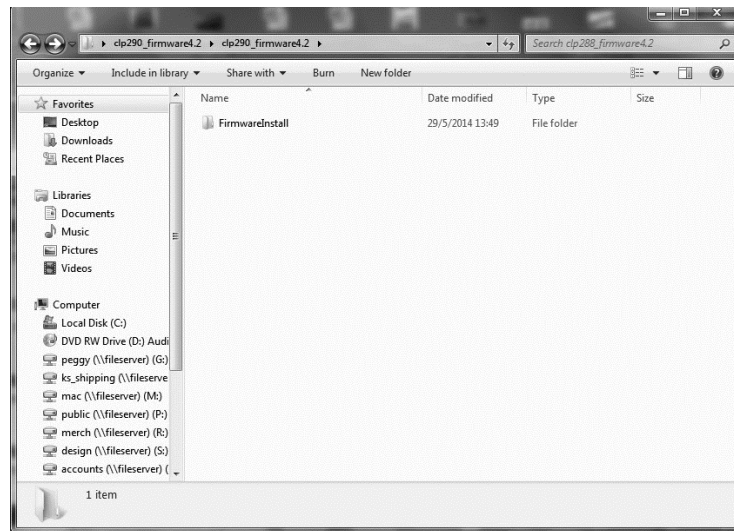 clp290_firmware4.2 clp290_firmware4.2
Search clp288_firmware4.2
Organize Include in library Share with Burn New folder
Name Date modified Type Size
FirmwareInstall 29/5/2014 13:49 File folder
Favorites
Desktop
Downloads
Recent Places
Libraries
Documents
Music
Pictures
Videos
Computer
Local Disk (C:)
DVD RW Drive (D:) Audi
peggy (\\fileserver) (G:)
ks_shipping (\\fileserve
mac (\\fileserver) (M:)
public (\\fileserver) (P:)
merch (\\fileserver) (R:)
design (\\fileserver) (S:)
accounts (\\fileserver) (
1 item